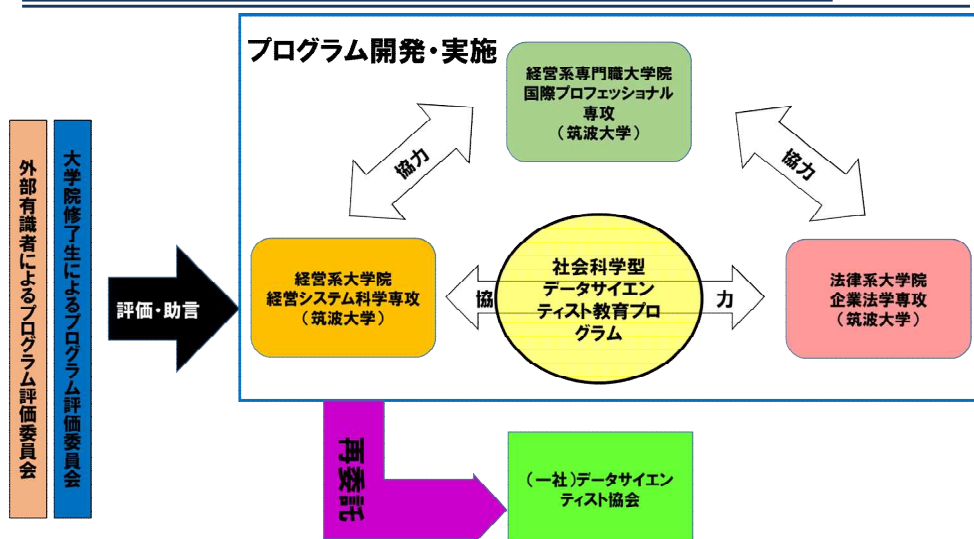 プログラム開発・実施
経営系専門職大学院
国際プロフェッショナル
専攻
（筑波大学）
協力
協力
外部有識者によるプログラム評価委員会
大学院修了生によるプログラム評価委員会
評価・助言
経営系大学院
経営システム科学専攻
（筑波大学）
協
社会科学型
データサイエン
ティスト教育プロ
グラム
力
法律系大学院
企業法学専攻
（筑波大学）
再委託
（一社）データサイエン
ティスト協会